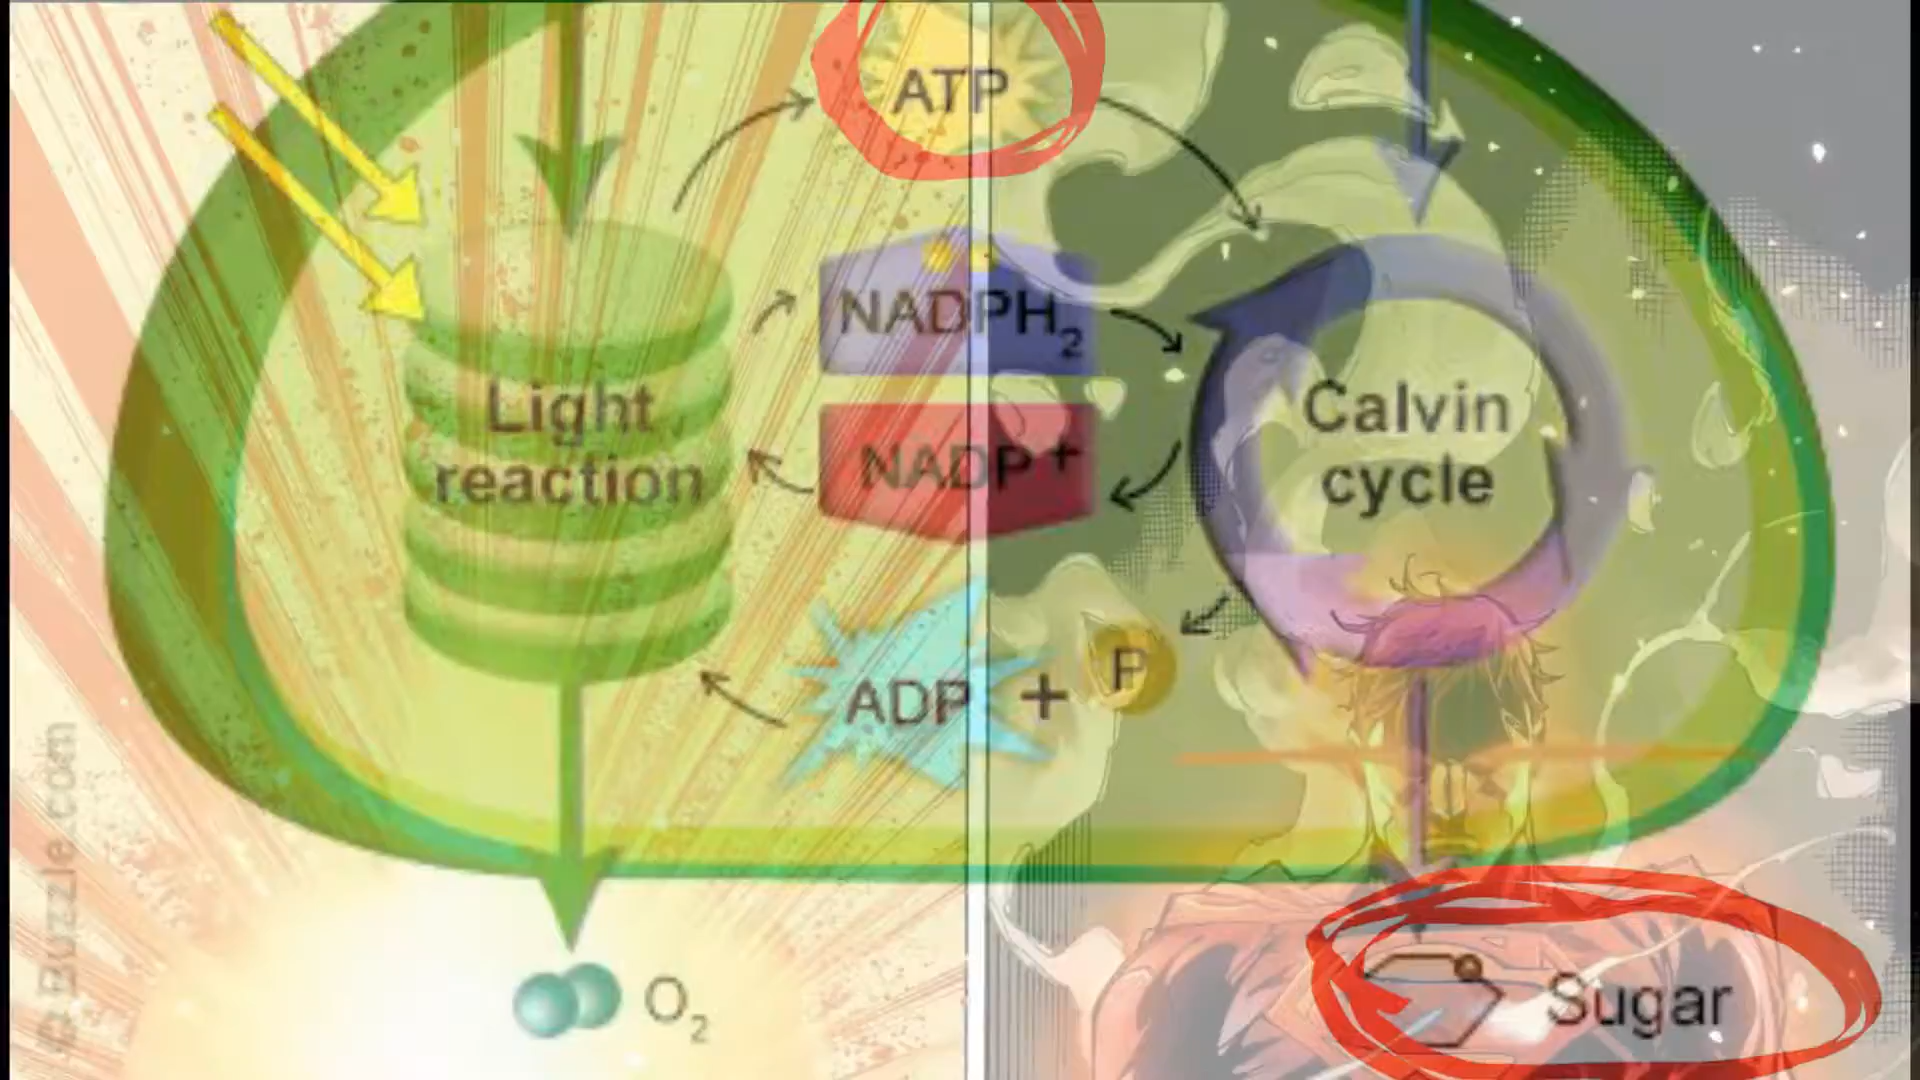 ATP
NADPH2
Light
reaction
NADP+
Calvin
cycle
ADP + P
O2
Sugar
©Buzzle.com